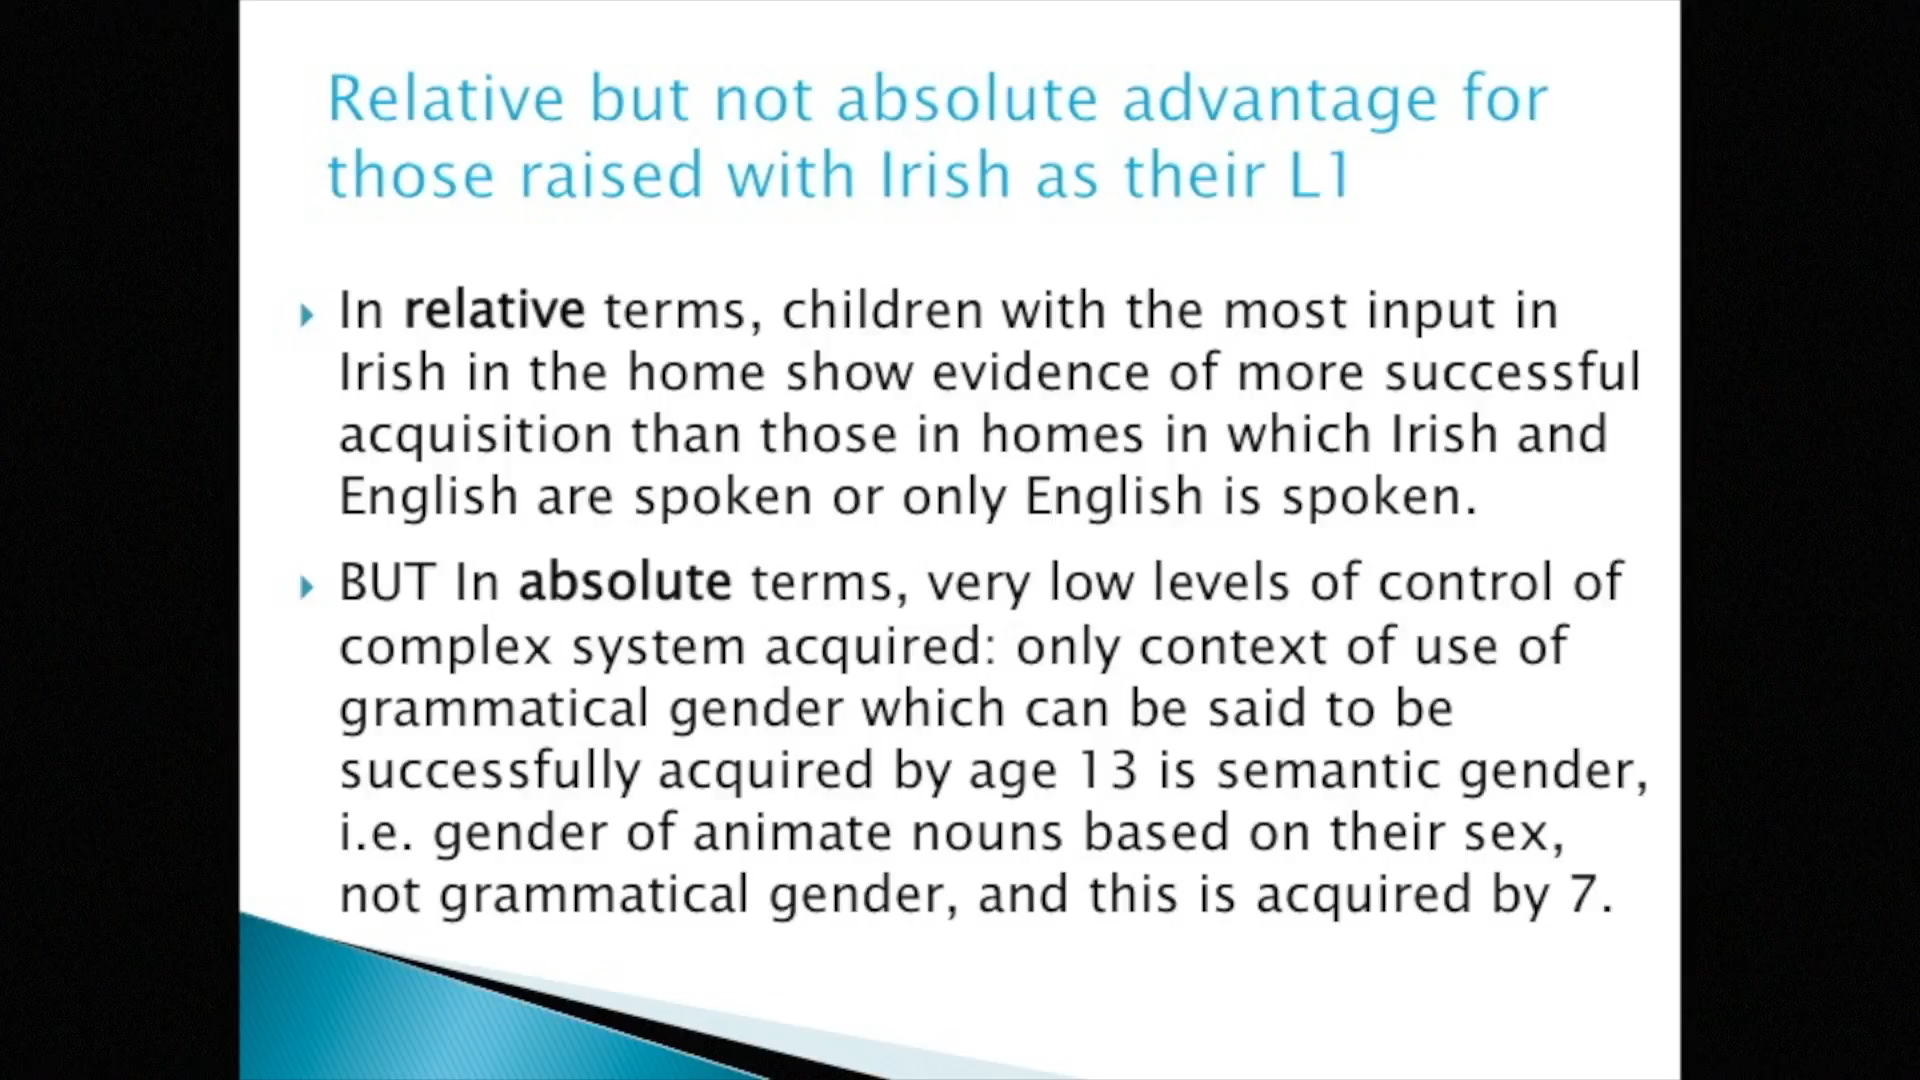 Relative but not absolute advantage for
those raised with Irish as their L1
In relative terms, children with the most input in
Irish in the home show evidence of more successful
acquisition than those in homes in which Irish and
English are spoken or only English is spoken.
BUT In absolute terms, very low levels of control of
complex system acquired: only context of use of
grammatical gender which can be said to be
successfully acquired by age 13 is semantic gender,
i.e. gender of animate nouns based on their sex,
not grammatical gender, and this is acquired by 7.